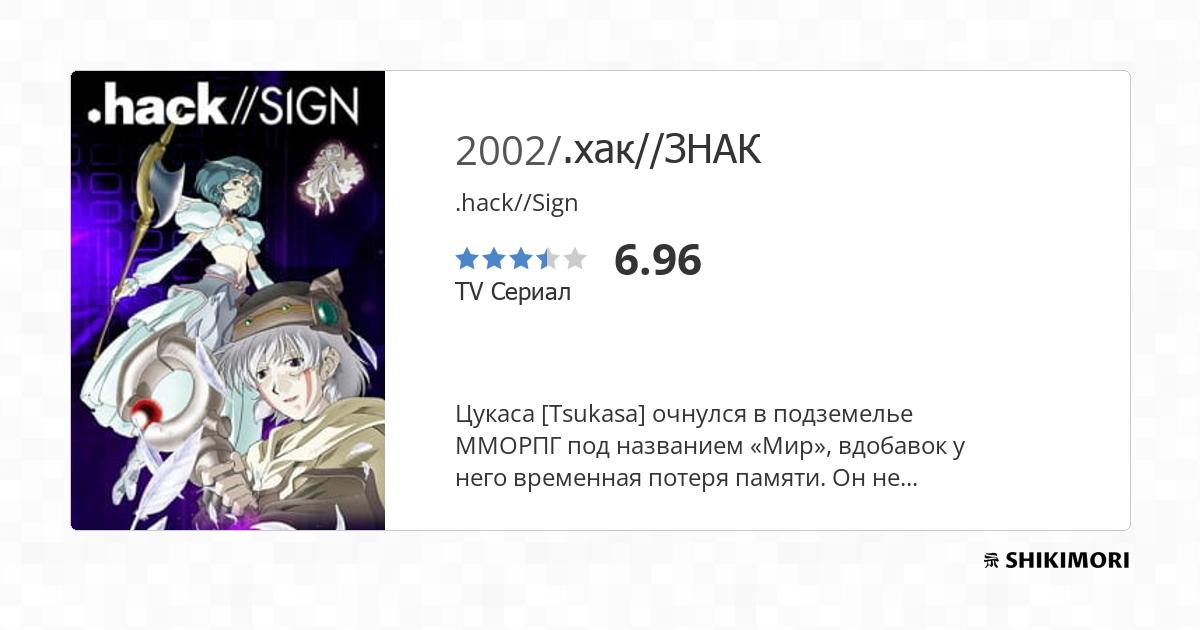 .hack//SIGN
2002/.хак//ЗНАК
.hack//Sign
6.96
TV Сериал
Цукаса [Tsukasa] очнулся в подземелье
ММОРПГ под названием «Мир», вдобавок у
него временная потеря памяти. Он не...
SHIKIMORI